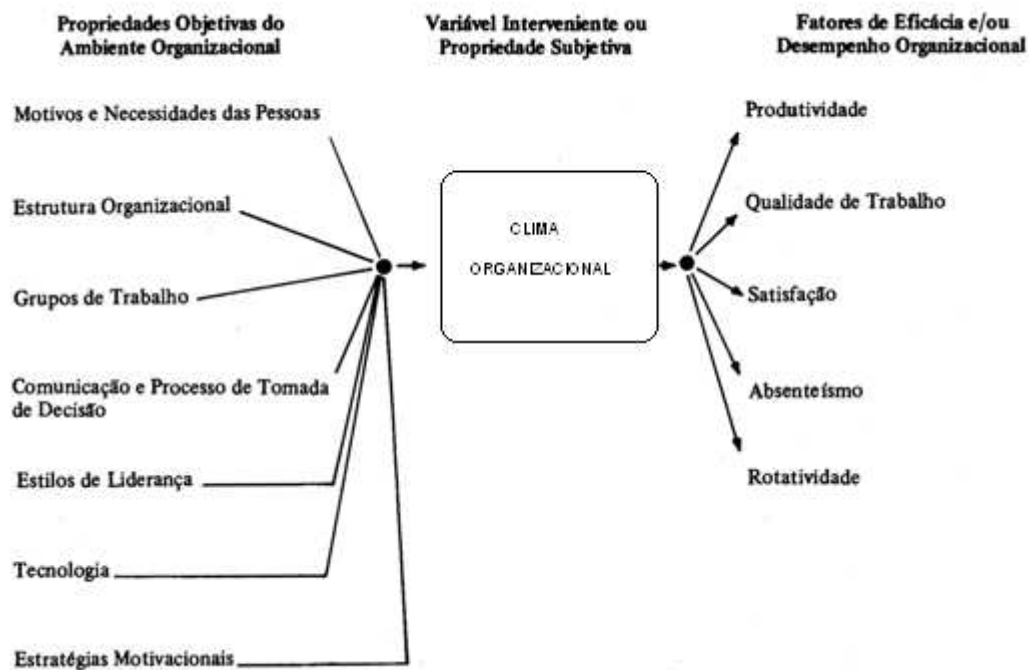 Propriedades Objetivas do
Ambiente Organizacional
Variável Interveniente ou
Propriedade Subjetiva
Fatores de Eficácia e/ou
Desempenho Organizacional
Motivos e Necessidades das Pessoas
Estrutura Organizacional
Grupos de Trabalho
Comunicação e Processo de Tomada
de Decisão
Estilos de Liderança
Tecnologia
Estratégias Motivacionais
CLIMA
ORGANIZACIONAL
Produtividade
Qualidade de Trabalho
Satisfação
Absenteísmo
Rotatividade